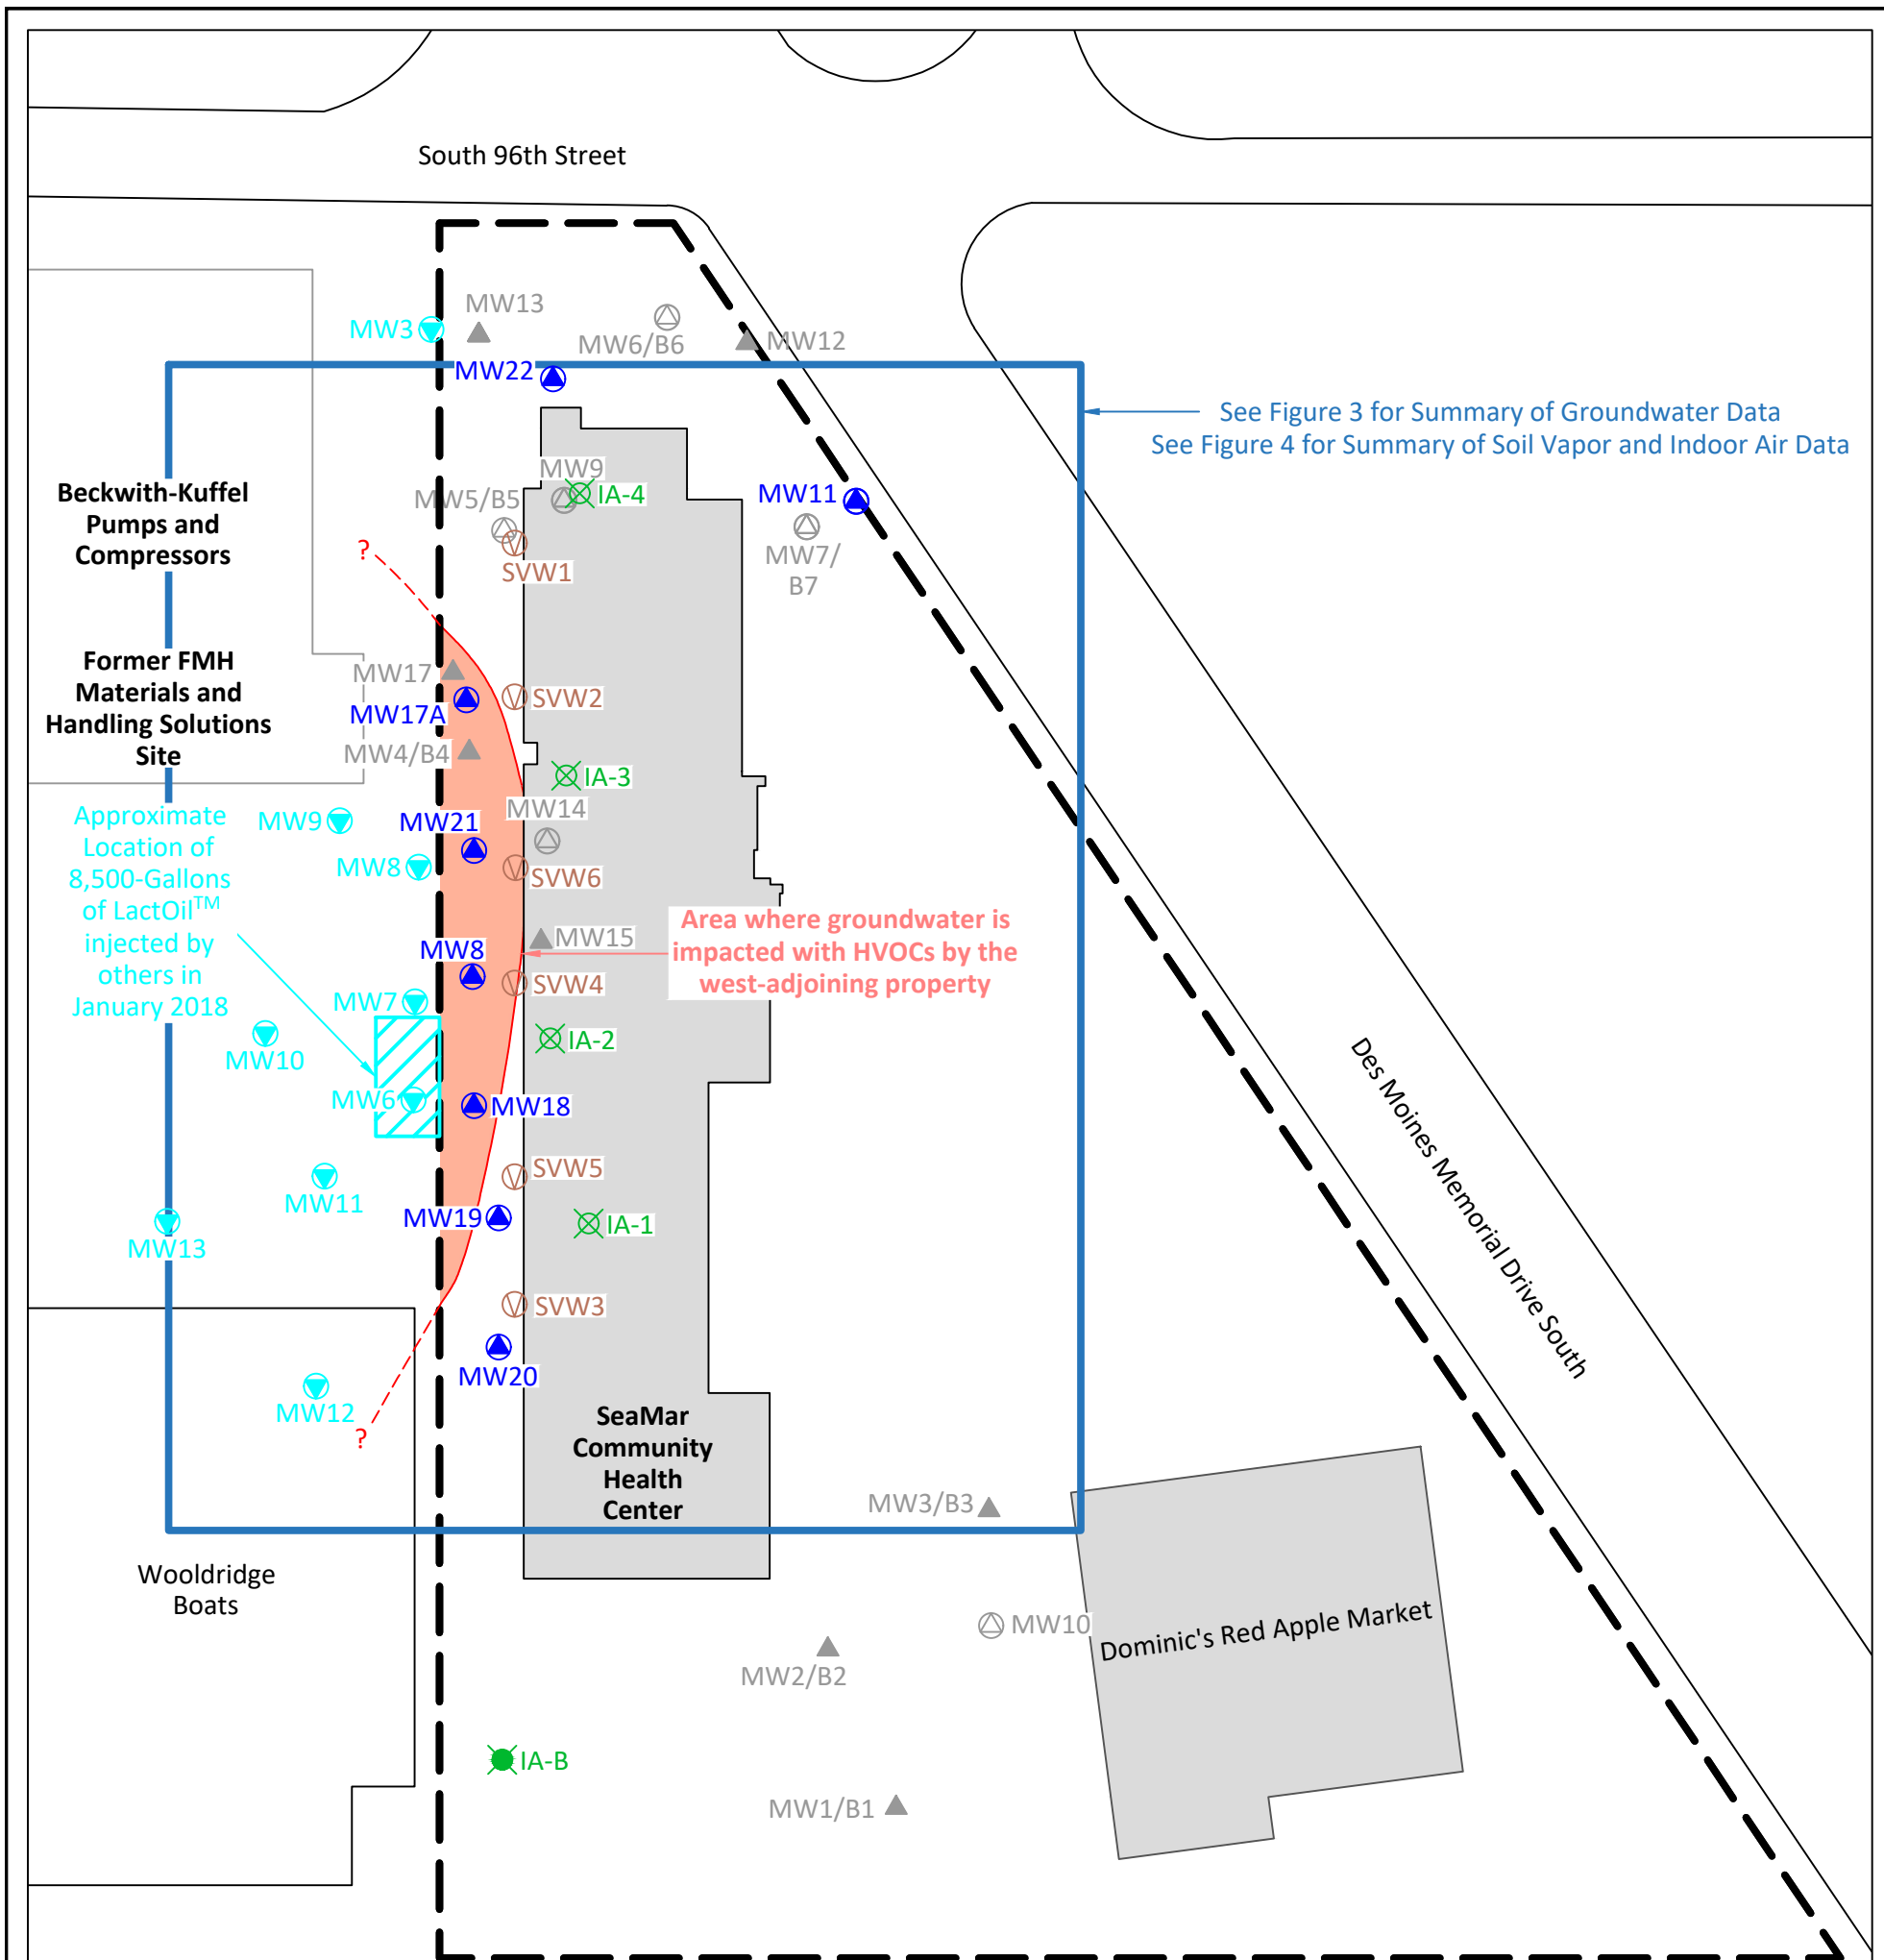 South 96th Street
MW13
MW3
MW6/B6
MW12
MW22
See Figure 3 for Summary of Groundwater Data
See Figure 4 for Summary of Soil Vapor and Indoor Air Data
Beckwith-Kuffel
Pumps and
Compressors
MW9
IA-4
MW5/B5
MW11
MW7/
B7
?
SVW1
Former FMH
Materials and
Handling Solutions
Site
MW17
SVW2
MW17A
MW4/B4
IA-3
MW14
Approximate
Location of
8,500-Gallons
of LactOil™
injected by
others in
January 2018
MW9
MW21
MW8
SVW6
Area where groundwater is
impacted with HVOCs by the
west-adjoining property
MW15
MW8
SVW4
MW7
MW10
IA-2
MW6
MW18
SVW5
MW11
MW19
IA-1
MW13
SVW3
MW20
MW12
?
Des Moines Memorial Drive South
SeaMar
Community
Health
Center
MW3/B3
Wooldridge
Boats
MW10
Dominic's Red Apple Market
MW2/B2
IA-B
MW1/B1